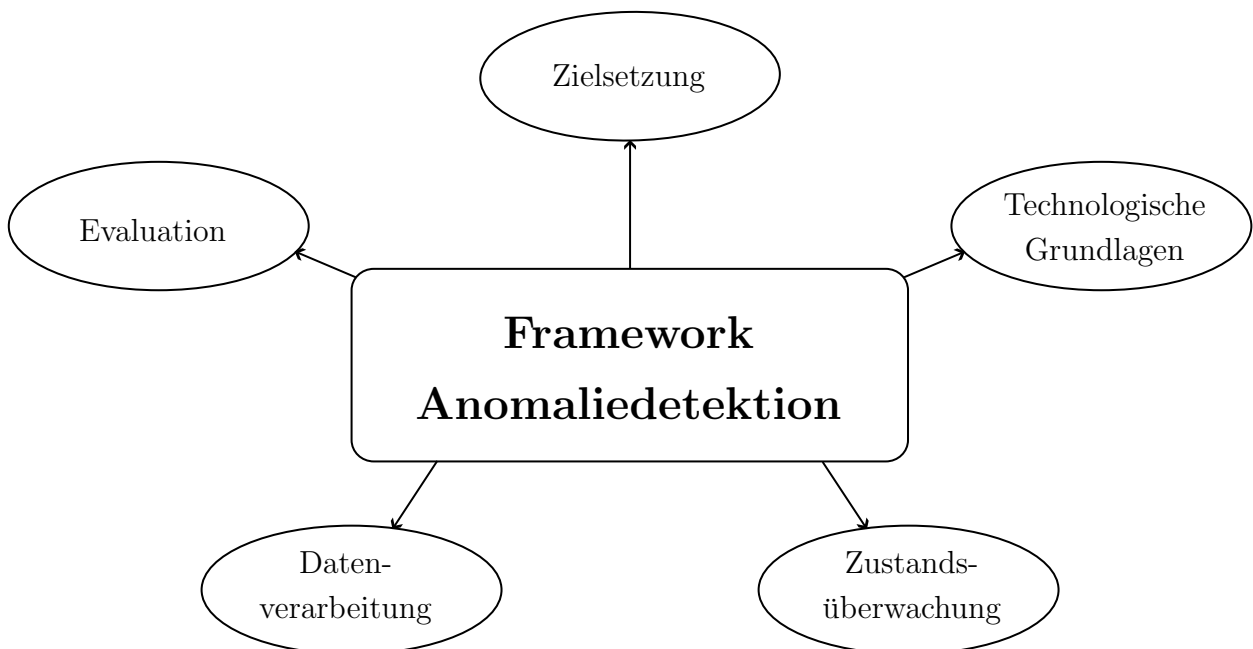 Zielsetzung
Evaluation
Technologische
Grundlagen
Framework
Anomaliedetektion
Daten-
verarbeitung
Zustands-
überwachung